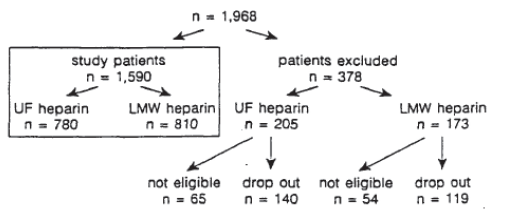 n = 1,968
study patients
n = 1,590
patients excluded
n = 378
UF heparin
n = 780
LMW heparin
n = 810
UF heparin
n = 205
LMW heparin
n = 173
not eligible
n = 65
drop out
n = 140
not eligible
n = 54
drop out
n = 119